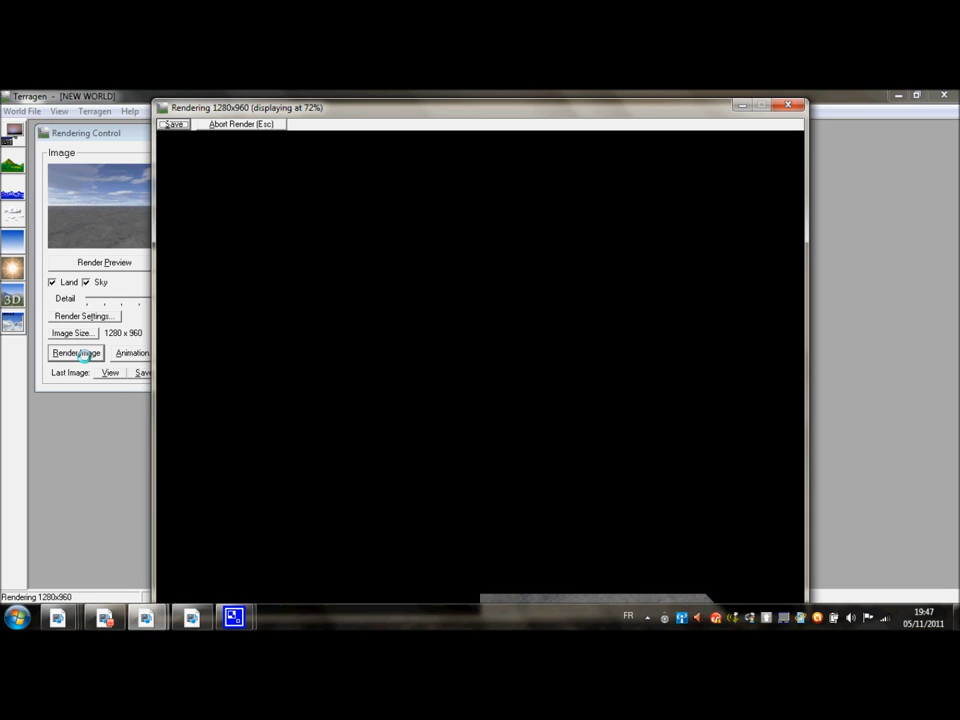 Terragen - [NEW WORLD]
World File View Terragen Help
Rendering 1280x960 (displaying at 72%)
Save Abort Render (Esc)
Rendering Control
Image
Render Preview
Land Sky
Detail
Render Settings...
Image Size... 1280 x 960
Render Image Animation.
Last Image: View Save
3D
Rendering 1280x960
FR
19:47
05/11/2011